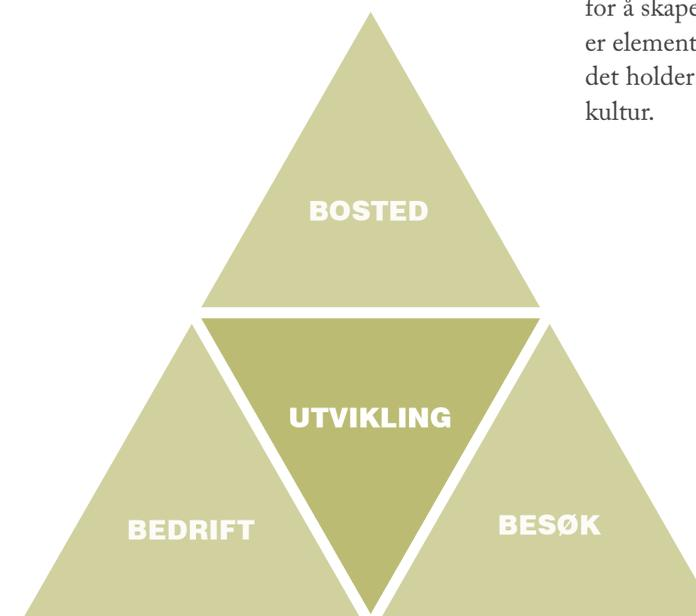 for å skape
er element
det holder
kultur.
BOSTED
UTVIKLING
BEDRIFT
BESØK